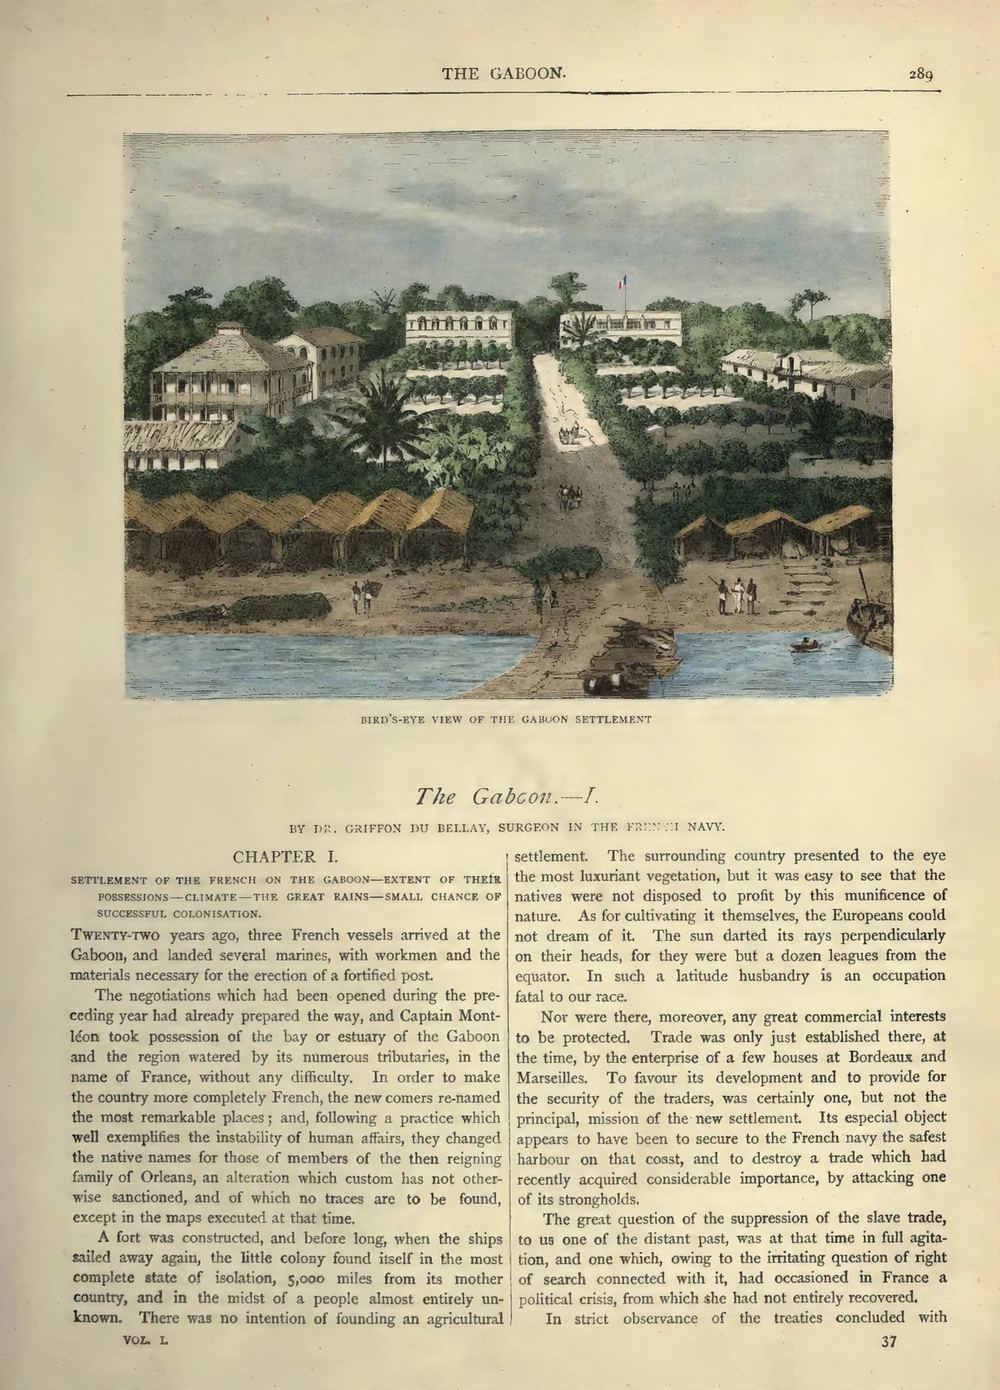 THE GABOON.
289
BIRD'S-EYE VIEW OF THE GABOON SETTLEMENT
The Gaboon.—I.
BY DR. GRIFFON DU BELLAY, SURGEON IN THE FRENCH NAVY.
CHAPTER I.
SETTLEMENT OF THE FRENCH ON THE GABOON—EXTENT OF THEIR
POSSESSIONS—CLIMATE—THE GREAT RAINS—SMALL CHANCE OF
SUCCESSFUL COLONISATION.
TWENTY-TWO years ago, three French vessels arrived at the
Gaboon, and landed several marines, with workmen and the
materials necessary for the erection of a fortified post.
The negotiations which had been opened during the pre-
ceding year had already prepared the way, and Captain Mont-
léon took possession of the bay or estuary of the Gaboon
and the region watered by its numerous tributaries, in the
name of France, without any difficulty. In order to make
the country more completely French, the new comers re-named
the most remarkable places; and, following a practice which
well exemplifies the instability of human affairs, they changed
the native names for those of members of the then reigning
family of Orleans, an alteration which custom has not other-
wise sanctioned, and of which no traces are to be found,
except in the maps executed at that time.
A fort was constructed, and before long, when the ships
sailed away again, the little colony found itself in the most
complete state of isolation, 5,000 miles from its mother
country, and in the midst of a people almost entirely un-
known. There was no intention of founding an agricultural
settlement. The surrounding country presented to the eye
the most luxuriant vegetation, but it was easy to see that the
natives were not disposed to profit by this munificence of
nature. As for cultivating it themselves, the Europeans could
not dream of it. The sun darted its rays perpendicularly
on their heads, for they were but a dozen leagues from the
equator. In such a latitude husbandry is an occupation
fatal to our race.
Nor were there, moreover, any great commercial interests
to be protected. Trade was only just established there, at
the time, by the enterprise of a few houses at Bordeaux and
Marseilles. To favour its development and to provide for
the security of the traders, was certainly one, but not the
principal, mission of the new settlement. Its especial object
appears to have been to secure to the French navy the safest
harbour on that coast, and to destroy a trade which had
recently acquired considerable importance, by attacking one
of its strongholds.
The great question of the suppression of the slave trade,
to us one of the distant past, was at that time in full agita-
tion, and one which, owing to the irritating question of right
of search connected with it, had occasioned in France a
political crisis, from which she had not entirely recovered.
In strict observance of the treaties concluded with
VOL. I.
37